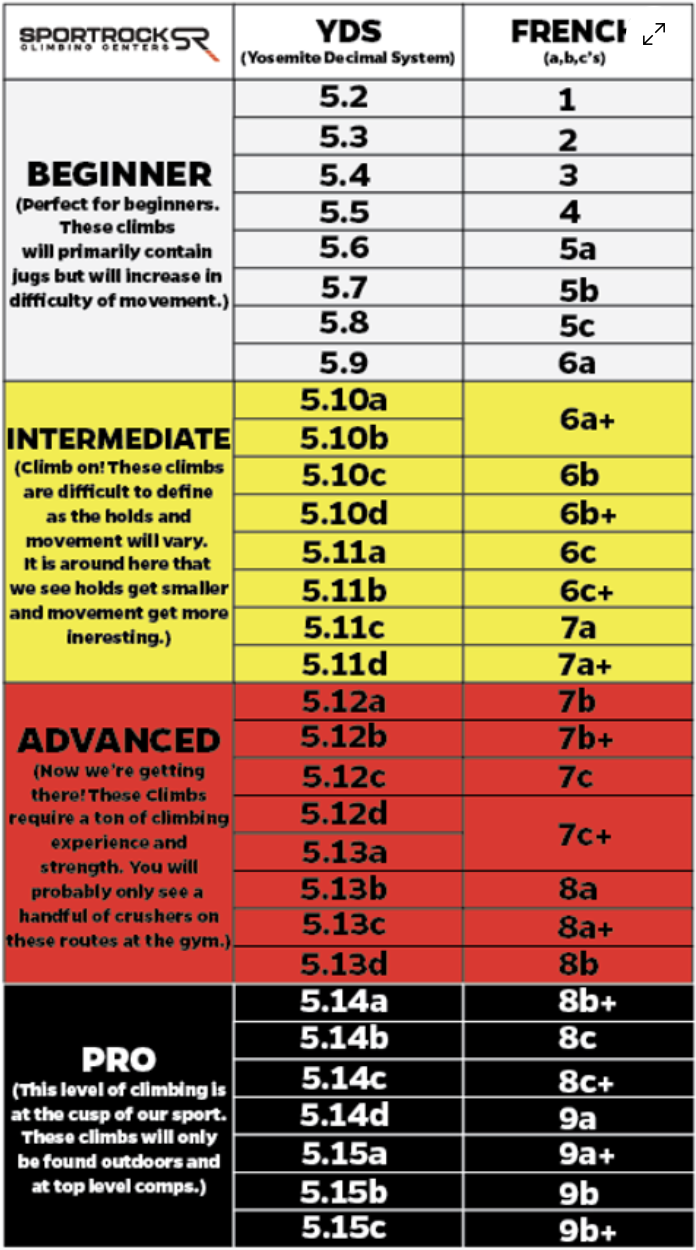 SPORTROCK SR
CLIMBING CENTERS
YDS
(Yosemite Decimal System)
FRENCH
(a,b,c's)
BEGINNER
(Perfect for beginners.
These climbs
will primarily contain
jugs but will increase in
difficulty of movement.)
5.2 1
5.3 2
5.4 3
5.5 4
5.6 5a
5.7 5b
5.8 5c
5.9 6a
INTERMEDIATE
(Climb on! These climbs
are difficult to define
as the holds and
movement will vary.
It is around here that
we see holds get smaller
and movement get more
ineresting.)
5.10a 6a+
5.10b
5.10c 6b
5.10d 6b+
5.11a 6c
5.11b 6c+
5.11c 7a
5.11d 7a+
ADVANCED
(Now we're getting
there! These Climbs
require a ton of climbing
experience and
strength. You will
probably only see a
handful of crushers on
these routes at the gym.)
5.12a 7b
5.12b 7b+
5.12c 7c
5.12d 7c+
5.13a
5.13b 8a
5.13c 8a+
5.13d 8b
PRO
(This level of climbing is
at the cusp of our sport.
These climbs will only
be found outdoors and
at top level comps.)
5.14a 8b+
5.14b 8c
5.14c 8c+
5.14d 9a
5.15a 9a+
5.15b 9b
5.15c 9b+